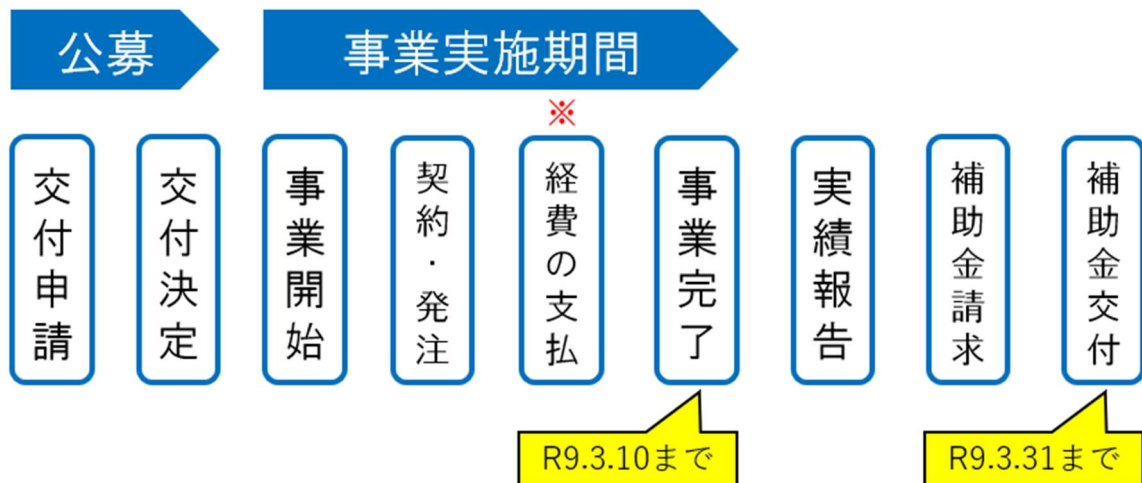 公募
事業実施期間
※
交付申請
交付決定
事業開始
契約・発注
経費の支払
事業完了
実績報告
補助金請求
補助金交付
R9.3.10まで
R9.3.31まで